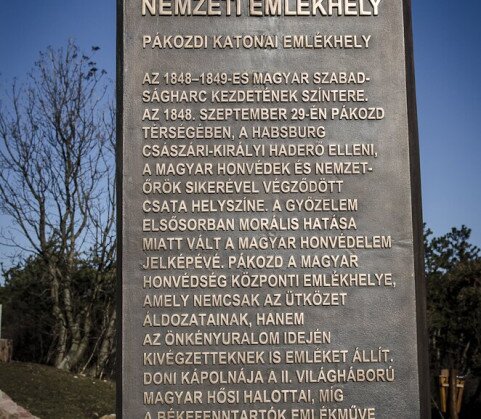 NEMZETI EMLÉKHELY
PÁKOZDI KATONAI EMLÉKHELY
AZ 1848–1849-ES MAGYAR SZABAD-
SÁGHARC KEZDETÉNEK SZÍNTERE.
AZ 1848. SZEPTEMBER 29-ÉN PÁKOZD
TÉRSÉGÉBEN, A HABSBURG
CSÁSZÁRI-KIRÁLYI HADERŐ ELLENI,
A MAGYAR HONVÉDEK ÉS NEMZET-
ŐRÖK SIKERÉVEL VÉGZŐDÖTT
CSATA HELYSZÍNE. A GYŐZELEM
ELSŐSORBAN MORÁLIS HATÁSA
MIATT VÁLT A MAGYAR HONVÉDELEM
JELKÉPÉVÉ. PÁKOZD A MAGYAR
HONVÉDSÉG KÖZPONTI EMLÉKHELYE,
AMELY NEMCSAK AZ ÜTKÖZET
ÁLDOZATAINAK, HANEM
AZ ÖNKÉNYURALOM IDEJÉN
KIVÉGZETTEKNEK IS EMLÉKET ÁLLÍT.
DONI KÁPOLNÁJA A II. VILÁGHÁBORÚ
MAGYAR HŐSI HALOTTAI, MÍG
A BÉKEFENNTARTÓK EMLÉKMŰVE